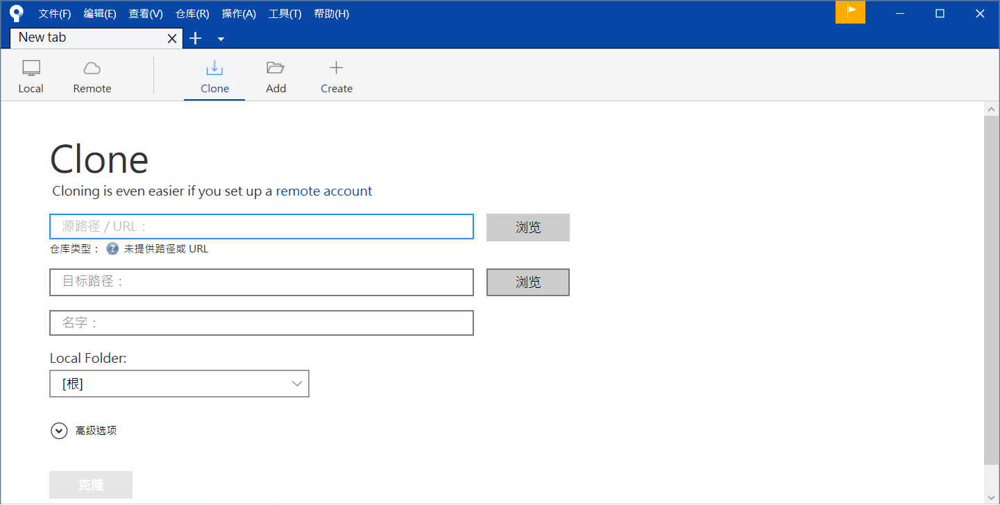 文件(F) 编辑(E) 查看(V) 仓库(R) 操作(A) 工具(T) 帮助(H)
New tab
Local Remote Clone Add Create
Clone
Cloning is even easier if you set up a remote account
源路径 / URL： 浏览
仓库类型： ? 未提供路径或 URL
目标路径： 浏览
名字：
Local Folder:
[根]
高级选项
克隆